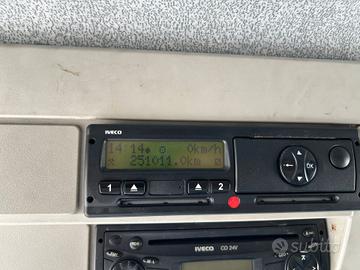 IVECO
14:14 0km/h
251011.0km
OK
1 2
IVECO CD 24V
subito